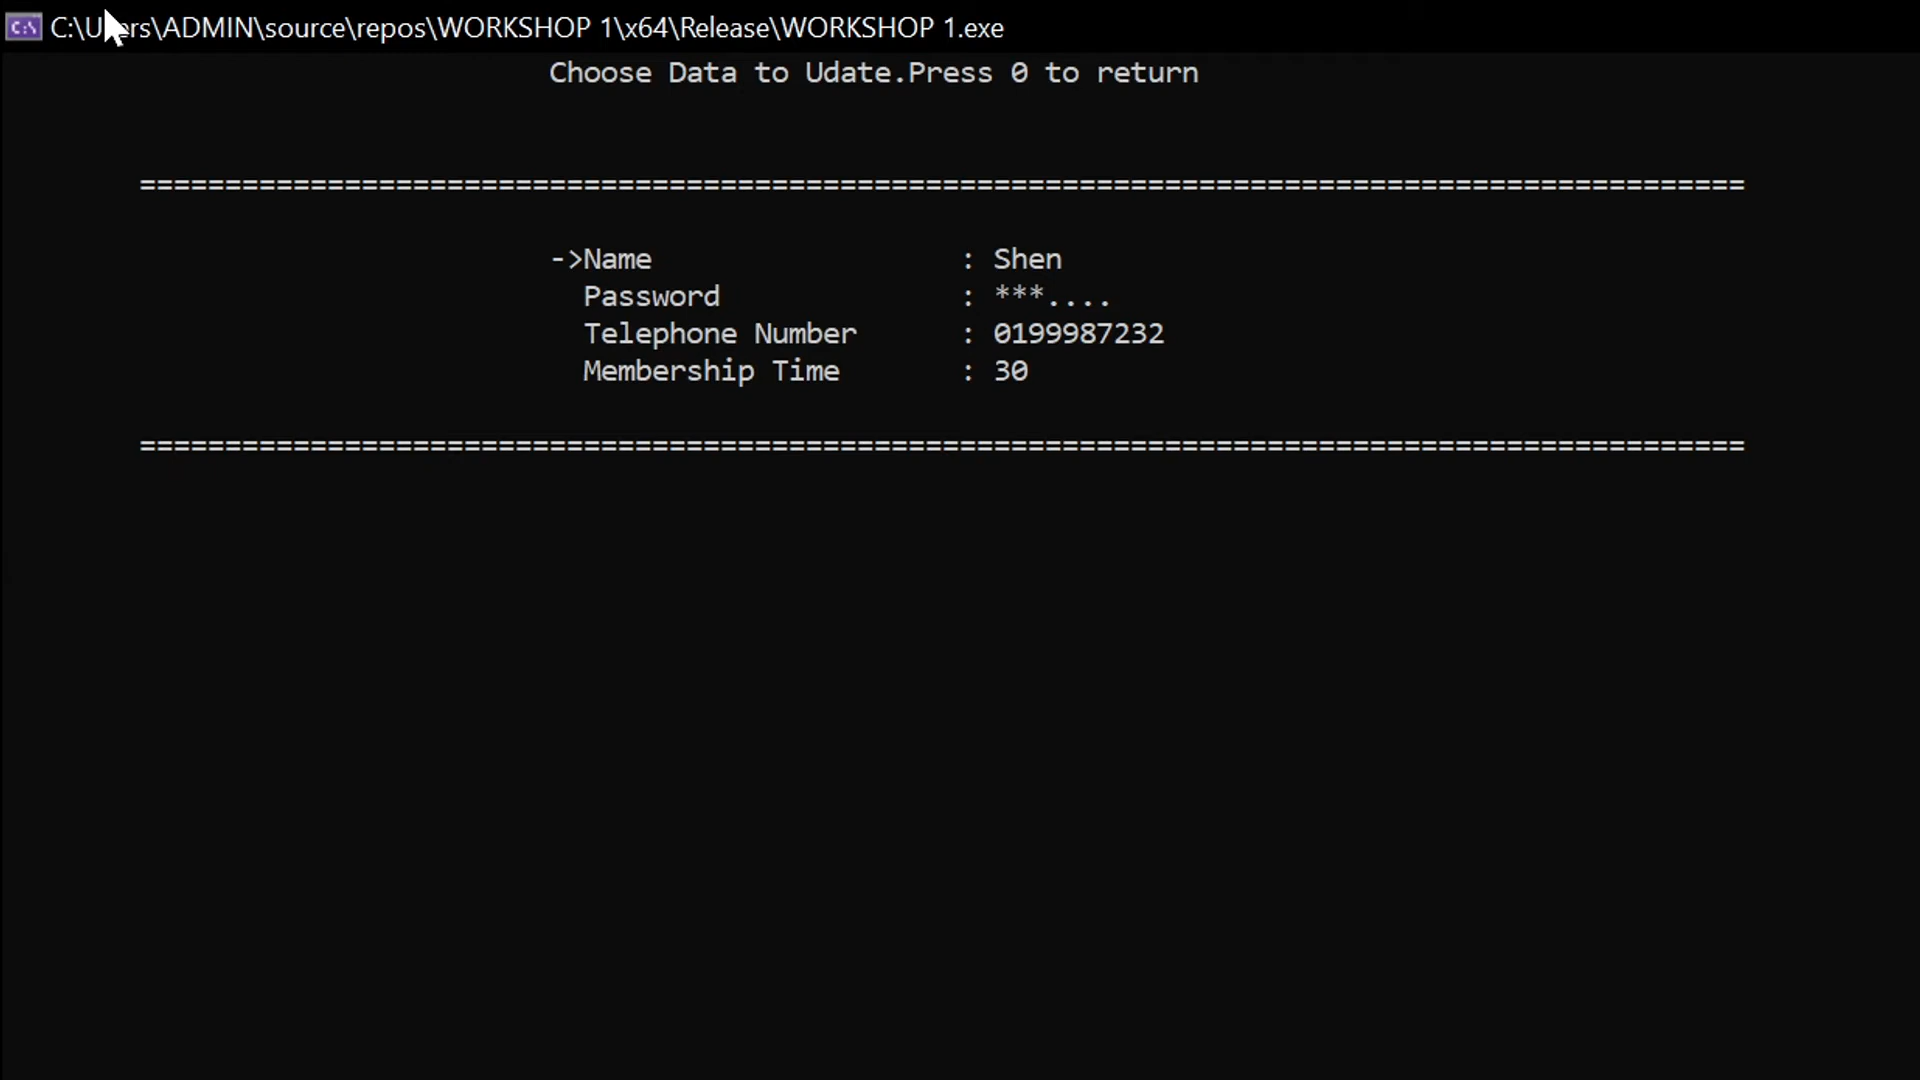 C:\Users\ADMIN\source\repos\WORKSHOP 1\x64\Release\WORKSHOP 1.exe
Choose Data to Udate.Press 0 to return
==============================================================================================
->Name : Shen
Password : ***....
Telephone Number : 0199987232
Membership Time : 30
==============================================================================================